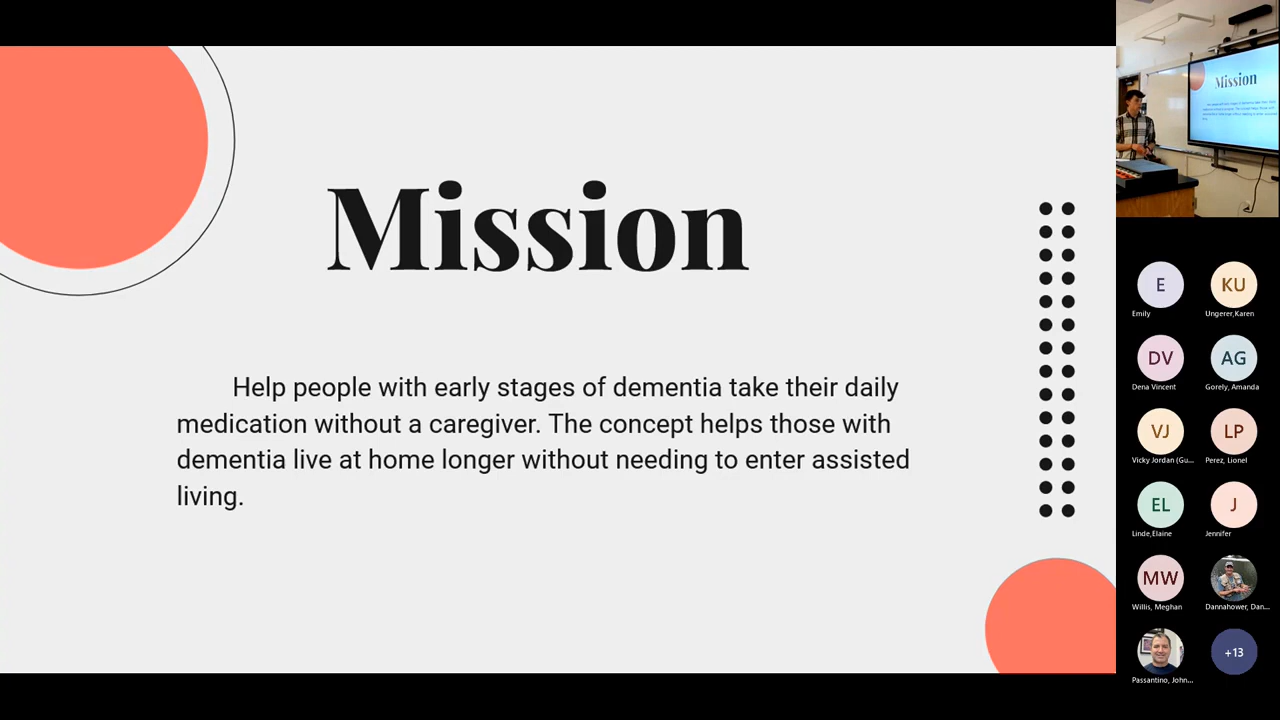 Mission
Help people with early stages of dementia take their daily
medication without a caregiver. The concept helps those with
dementia live at home longer without needing to enter assisted
living.
Mission
E
KU
Emily
Ungerer,Karen
DV
AG
Dena Vincent
Gorely, Amanda
VJ
LP
Vicky Jordan (Gu...
Perez, Lionel
EL
J
Linde,Elaine
Jennifer
MW
Willis, Meghan
Dannahower, Dan...
+13
Passantino, John...